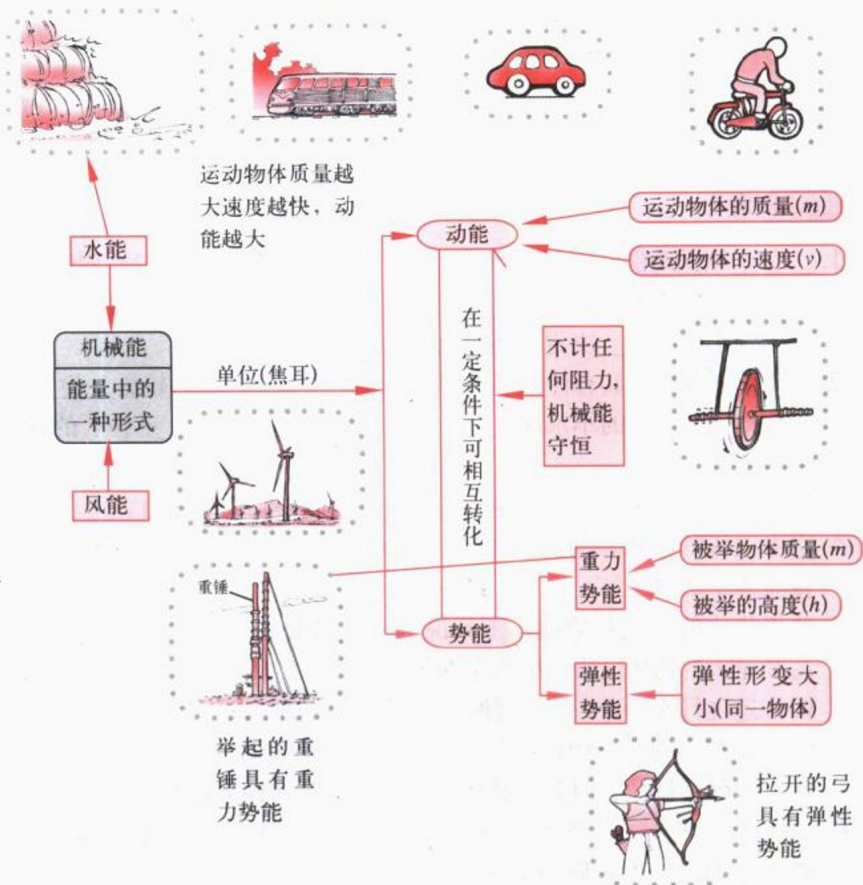 运动物体质量越
大速度越快，动
能越大
水能
机械能
能量中的
一种形式
风能
单位(焦耳)
动能
运动物体的质量(m)
运动物体的速度(v)
在一定条件下可相互转化
不计任
何阻力,
机械能
守恒
重锤
举起的重
锤具有重
力势能
势能
重力
势能
被举物体质量(m)
被举的高度(h)
弹性
势能
弹性形变大
小(同一物体)
拉开的弓
具有弹性
势能